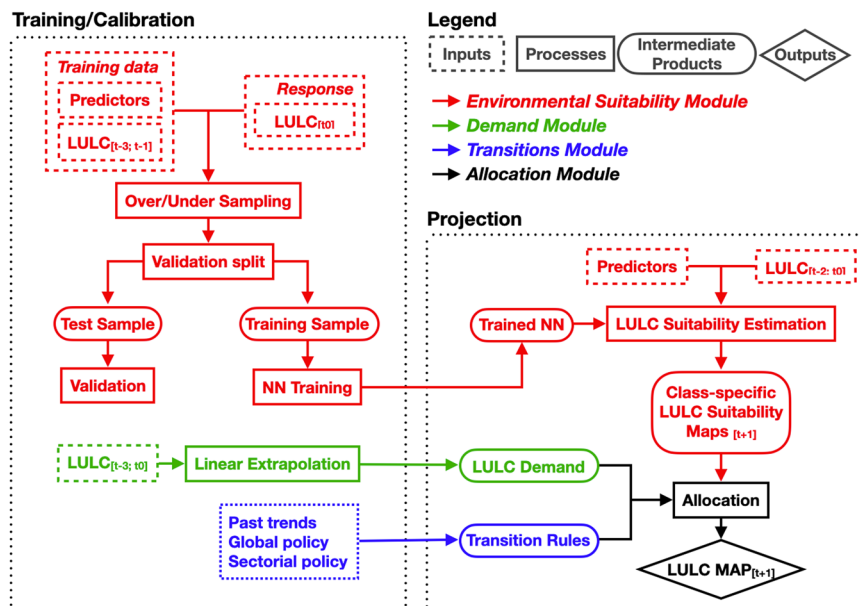 Training/Calibration
Training data
Predictors
LULC[t-3; t-1]
Response
LULC[t0]
Over/Under Sampling
Validation split
Test Sample
Training Sample
Validation
NN Training
LULC[t-3; t0]
Linear Extrapolation
Past trends
Global policy
Sectorial policy
Legend
Inputs
Processes
Intermediate
Products
Outputs
Environmental Suitability Module
Demand Module
Transitions Module
Allocation Module
Projection
Predictors
LULC[t-2: t0]
Trained NN
LULC Suitability Estimation
Class-specific
LULC Suitability
Maps [t+1]
LULC Demand
Allocation
Transition Rules
LULC MAP[t+1]